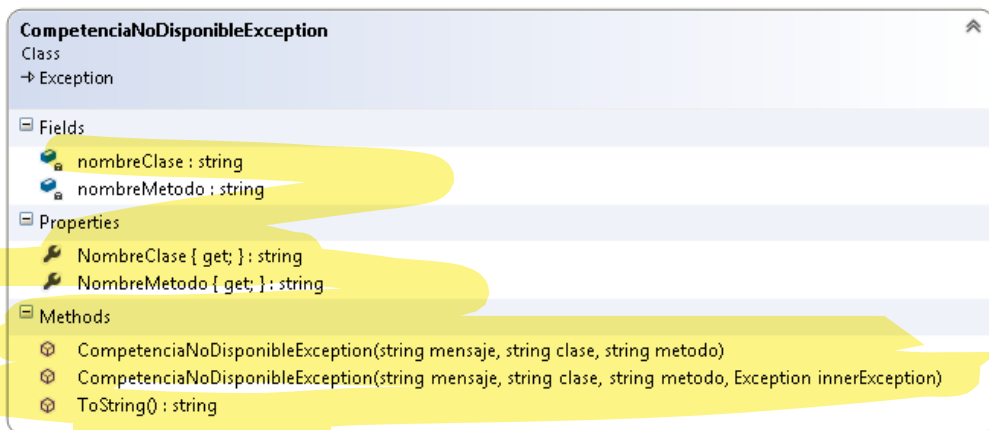 CompetenciaNoDisponibleException
Class
Exception
Fields
nombreClase : string
nombreMetodo : string
Properties
NombreClase { get; } : string
NombreMetodo { get; } : string
Methods
CompetenciaNoDisponibleException(string mensaje, string clase, string metodo)
CompetenciaNoDisponibleException(string mensaje, string clase, string metodo, Exception innerException)
ToString() : string